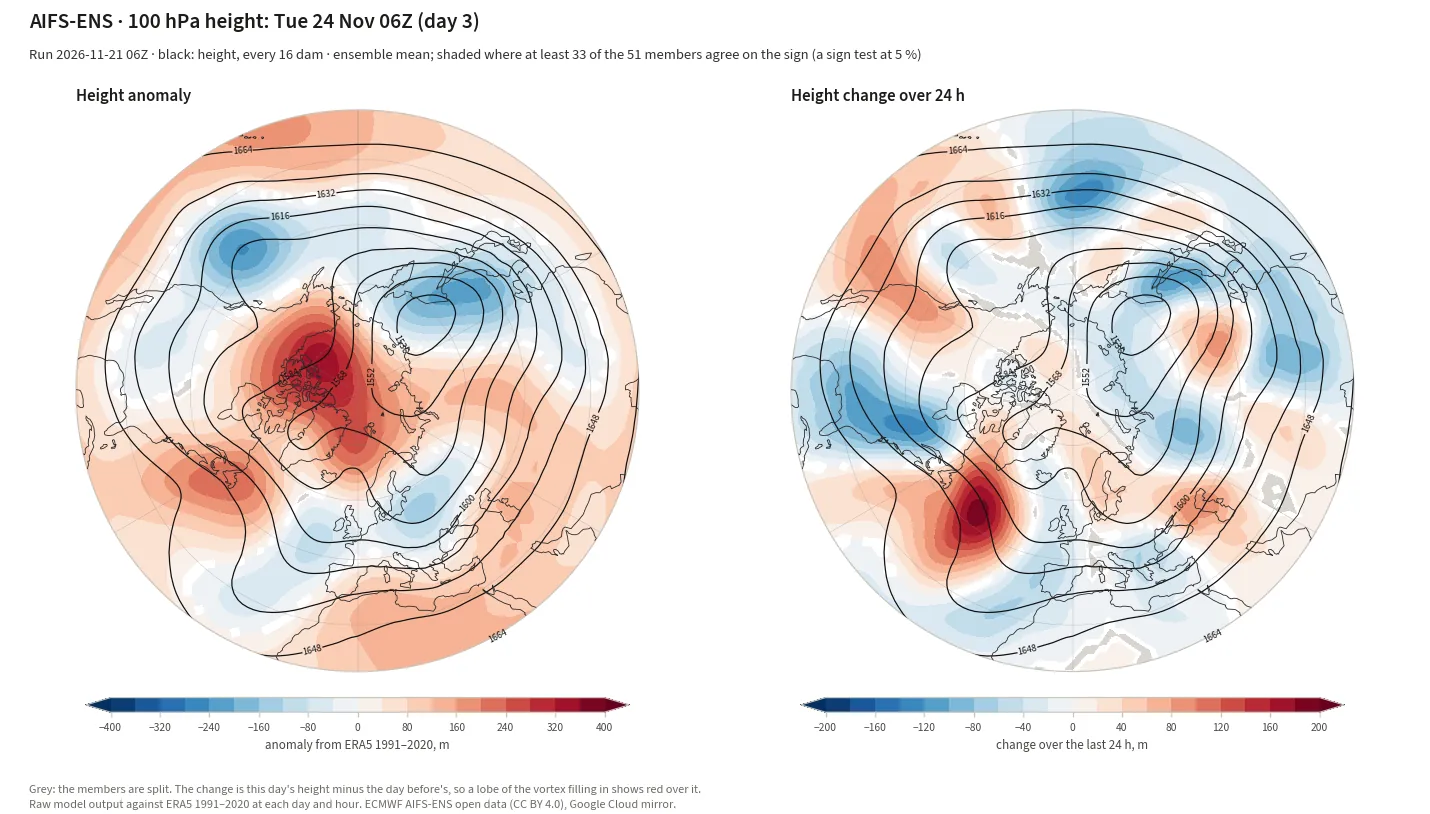 AIFS-ENS · 100 hPa height: Tue 24 Nov 06Z (day 3)
Run 2026-11-21 06Z · black: height, every 16 dam · ensemble mean; shaded where at least 33 of the 51 members agree on the sign (a sign test at 5 %)
Height anomaly
Height change over 24 h
1664
1632
1616
1552
1568
1648
1600
1664
1648
1664
1632
1616
1552
1568
1648
1600
1664
1648
−400 −320 −240 −160 −80 0 80 160 240 320 400
anomaly from ERA5 1991–2020, m
−200 −160 −120 −80 −40 0 40 80 120 160 200
change over the last 24 h, m
Grey: the members are split. The change is this day's height minus the day before's, so a lobe of the vortex filling in shows red over it.
Raw model output against ERA5 1991–2020 at each day and hour. ECMWF AIFS-ENS open data (CC BY 4.0), Google Cloud mirror.